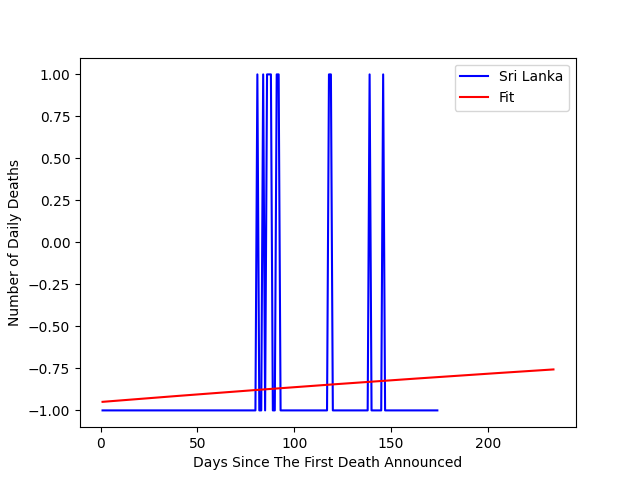 Sri Lanka
Fit
1.00
0.75
0.50
0.25
0.00
−0.25
−0.50
−0.75
−1.00
Number of Daily Deaths
0 50 100 150 200
Days Since The First Death Announced